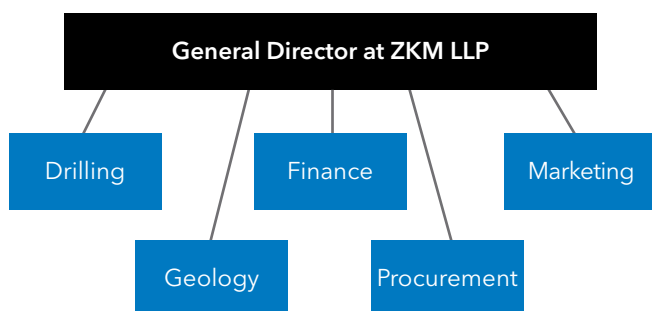 General Director at ZKM LLP
Drilling
Finance
Marketing
Geology
Procurement